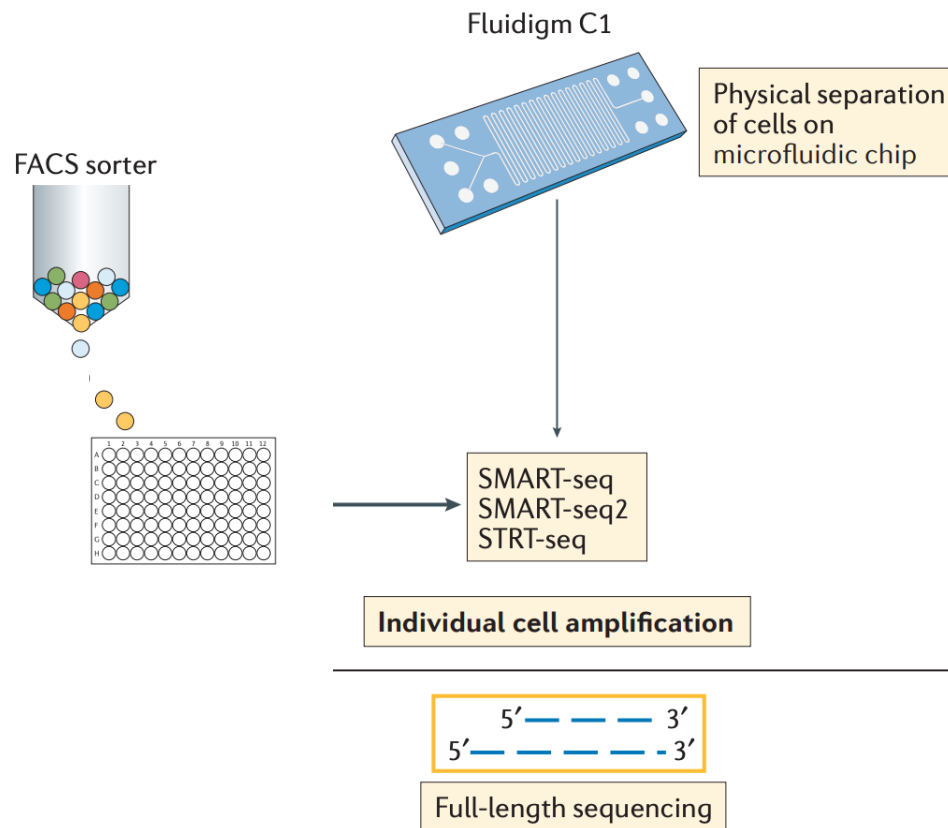 Fluidigm C1
Physical separation
of cells on
microfluidic chip
FACS sorter
1 2 3 4 5 6 7 8 9 10 11 12
A
B
C
D
E
F
G
H
SMART-seq
SMART-seq2
STRT-seq
Individual cell amplification
5′ 3′
5′ 3′
Full-length sequencing